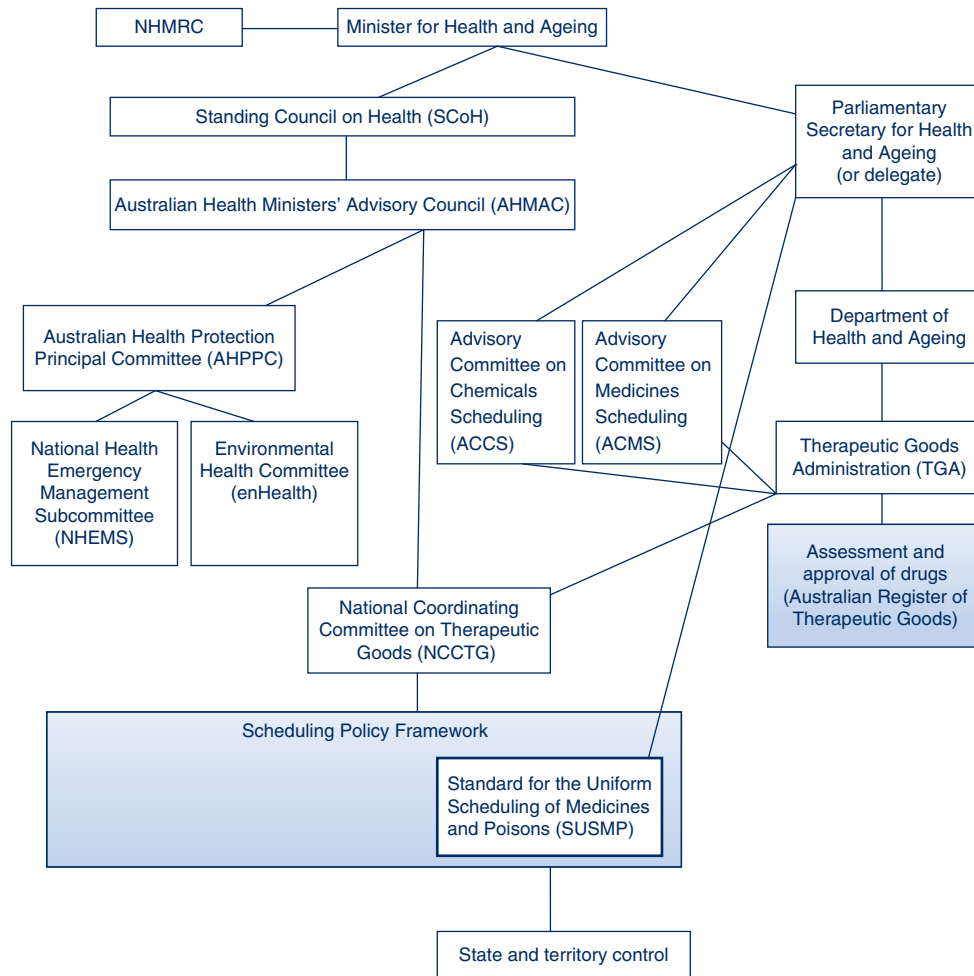 NHMRC
Minister for Health and Ageing
Standing Council on Health (SCoH)
Parliamentary
Secretary for Health
and Ageing
(or delegate)
Australian Health Ministers’ Advisory Council (AHMAC)
Australian Health Protection
Principal Committee (AHPPC)
Advisory
Committee on
Chemicals
Scheduling
(ACCS)
Advisory
Committee on
Medicines
Scheduling
(ACMS)
Department of
Health and Ageing
National Health
Emergency
Management
Subcommittee
(NHEMS)
Environmental
Health Committee
(enHealth)
Therapeutic Goods
Administration (TGA)
Assessment and
approval of drugs
(Australian Register of
Therapeutic Goods)
National Coordinating
Committee on Therapeutic
Goods (NCCTG)
Scheduling Policy Framework
Standard for the Uniform
Scheduling of Medicines
and Poisons (SUSMP)
State and territory control